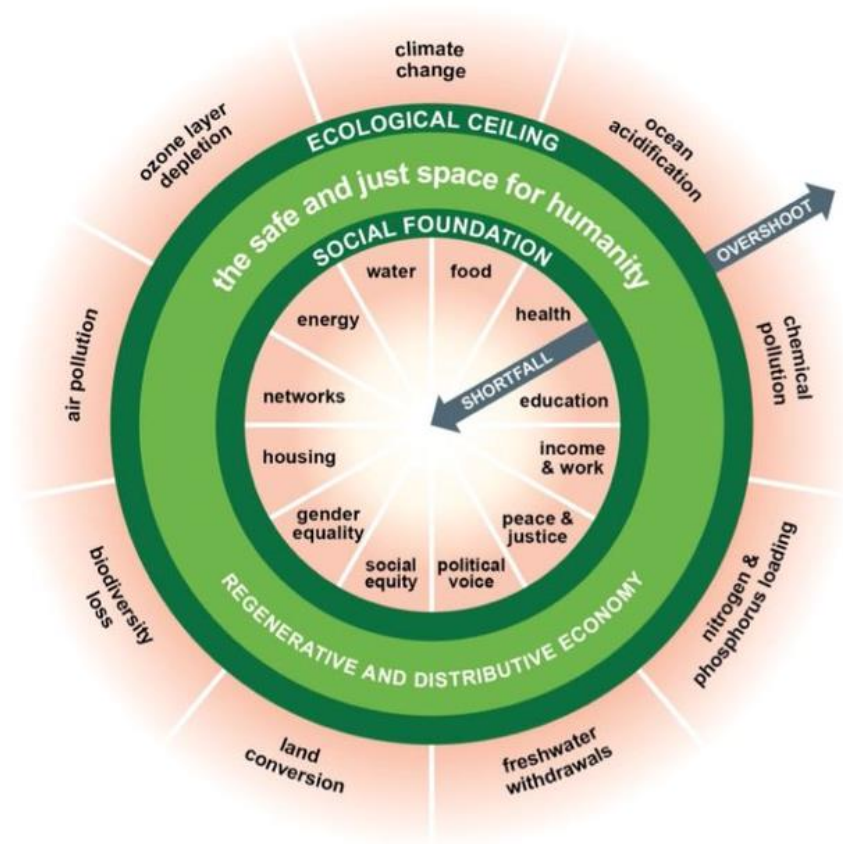 climate
change
ozone layer
depletion
ocean
acidification
ECOLOGICAL CEILING
the safe and just space for humanity
SOCIAL FOUNDATION
OVERSHOOT
water
food
energy
health
SHORTFALL
networks
education
housing
income
& work
gender
equality
peace &
justice
social
equity
political
voice
air pollution
chemical
pollution
REGENERATIVE AND DISTRIBUTIVE ECONOMY
biodiversity
loss
nitrogen &
phosphorus loading
land
conversion
freshwater
withdrawals